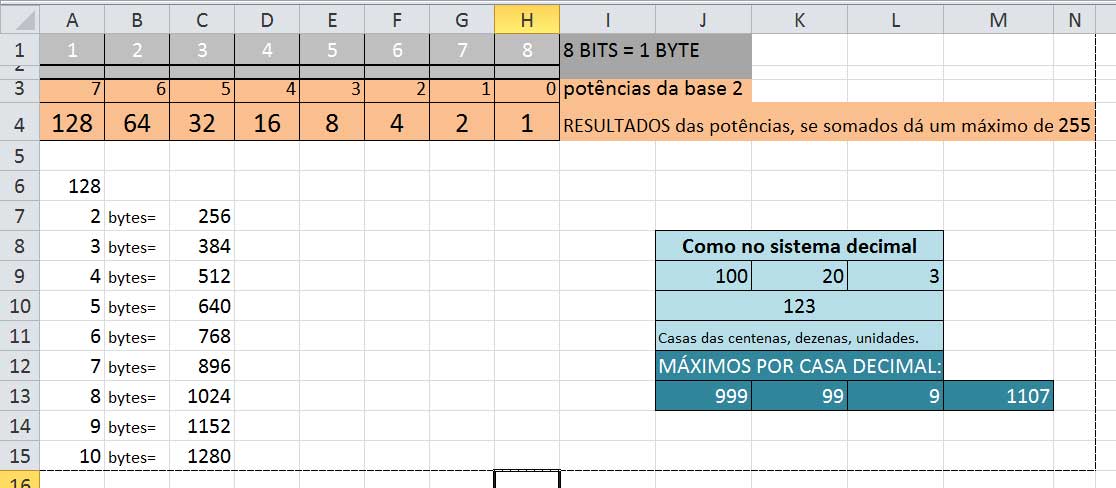 A B C D E F G H I J K L M N
1 1 2 3 4 5 6 7 8 8 BITS = 1 BYTE
2
3 7 6 5 4 3 2 1 0 potências da base 2
4 128 64 32 16 8 4 2 1 RESULTADOS das potências, se somados dá um máximo de 255
5
6 128
7 2 bytes= 256
8 3 bytes= 384 Como no sistema decimal
9 4 bytes= 512 100 20 3
10 5 bytes= 640 123
11 6 bytes= 768 Casas das centenas, dezenas, unidades.
12 7 bytes= 896 MÁXIMOS POR CASA DECIMAL:
13 8 bytes= 1024 999 99 9 1107
14 9 bytes= 1152
15 10 bytes= 1280
16